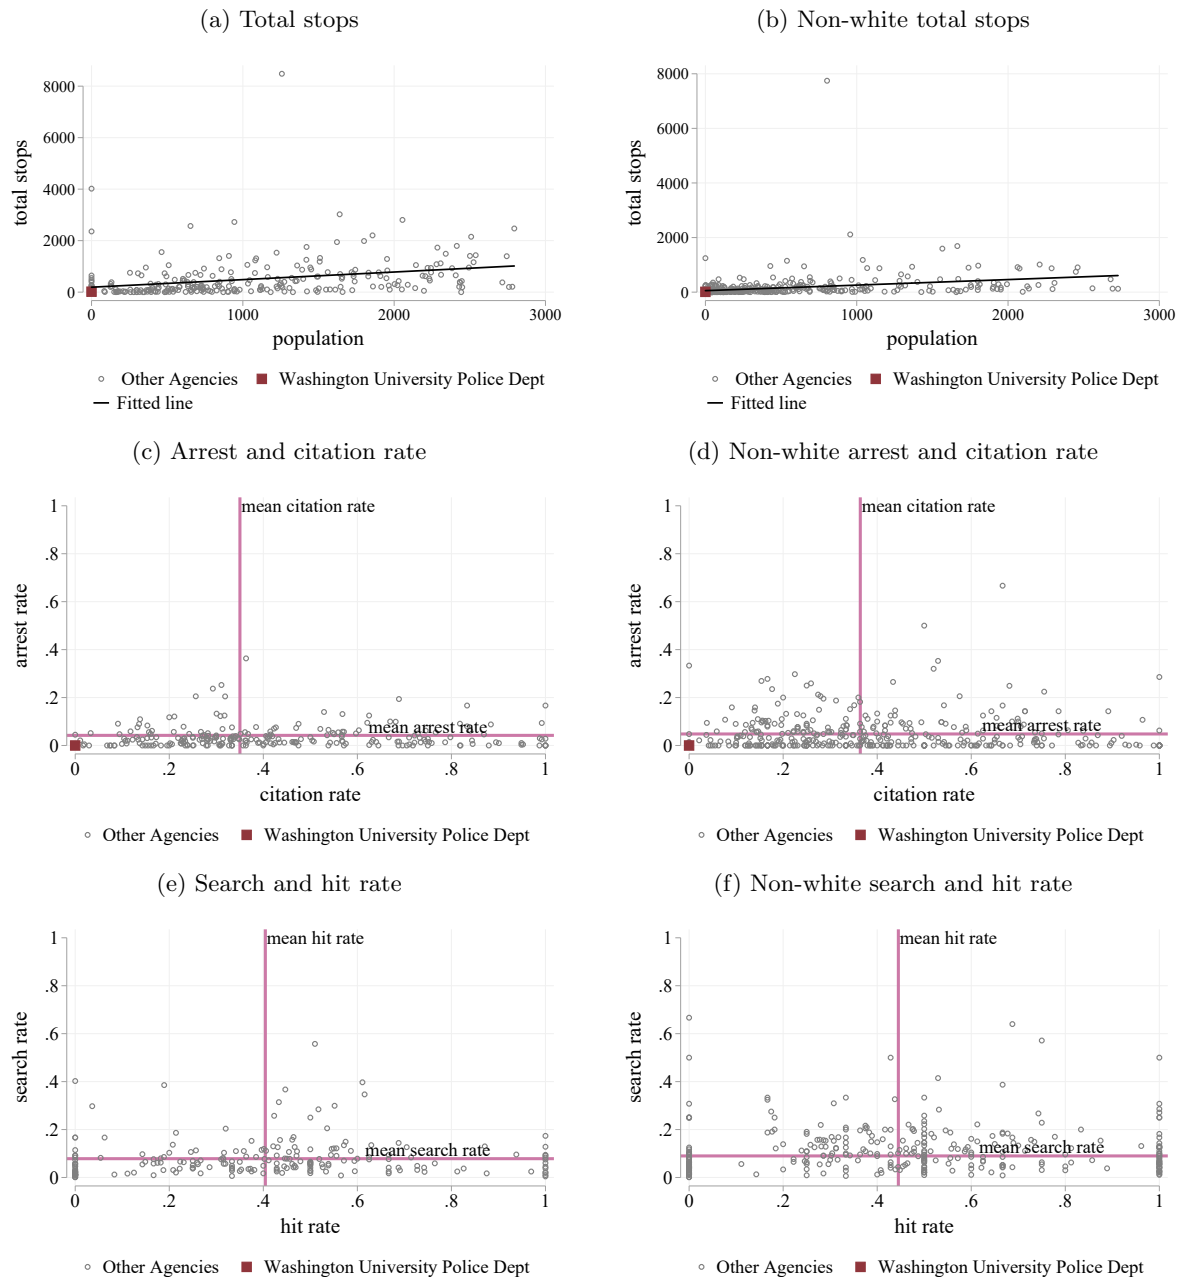 (a) Total stops
(b) Non-white total stops
total stops
8000
6000
4000
2000
0
0
1000
2000
3000
population
Other Agencies
Washington University Police Dept
Fitted line
total stops
8000
6000
4000
2000
0
0
1000
2000
3000
population
Other Agencies
Washington University Police Dept
Fitted line
(c) Arrest and citation rate
(d) Non-white arrest and citation rate
arrest rate
1
.8
.6
.4
.2
0
mean citation rate
mean arrest rate
0
.2
.4
.6
.8
1
citation rate
Other Agencies
Washington University Police Dept
arrest rate
1
.8
.6
.4
.2
0
mean citation rate
mean arrest rate
0
.2
.4
.6
.8
1
citation rate
Other Agencies
Washington University Police Dept
(e) Search and hit rate
(f) Non-white search and hit rate
search rate
1
.8
.6
.4
.2
0
mean hit rate
mean search rate
0
.2
.4
.6
.8
1
hit rate
Other Agencies
Washington University Police Dept
search rate
1
.8
.6
.4
.2
0
mean hit rate
mean search rate
0
.2
.4
.6
.8
1
hit rate
Other Agencies
Washington University Police Dept